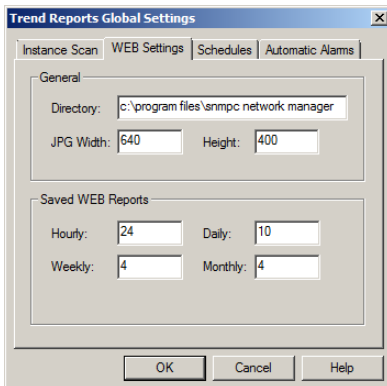 Trend Reports Global Settings
Instance Scan WEB Settings Schedules Automatic Alarms
General
Directory: c:\program files\snmpc network manager
JPG Width: 640 Height: 400
Saved WEB Reports
Hourly: 24 Daily: 10
Weekly: 4 Monthly: 4
OK Cancel Help